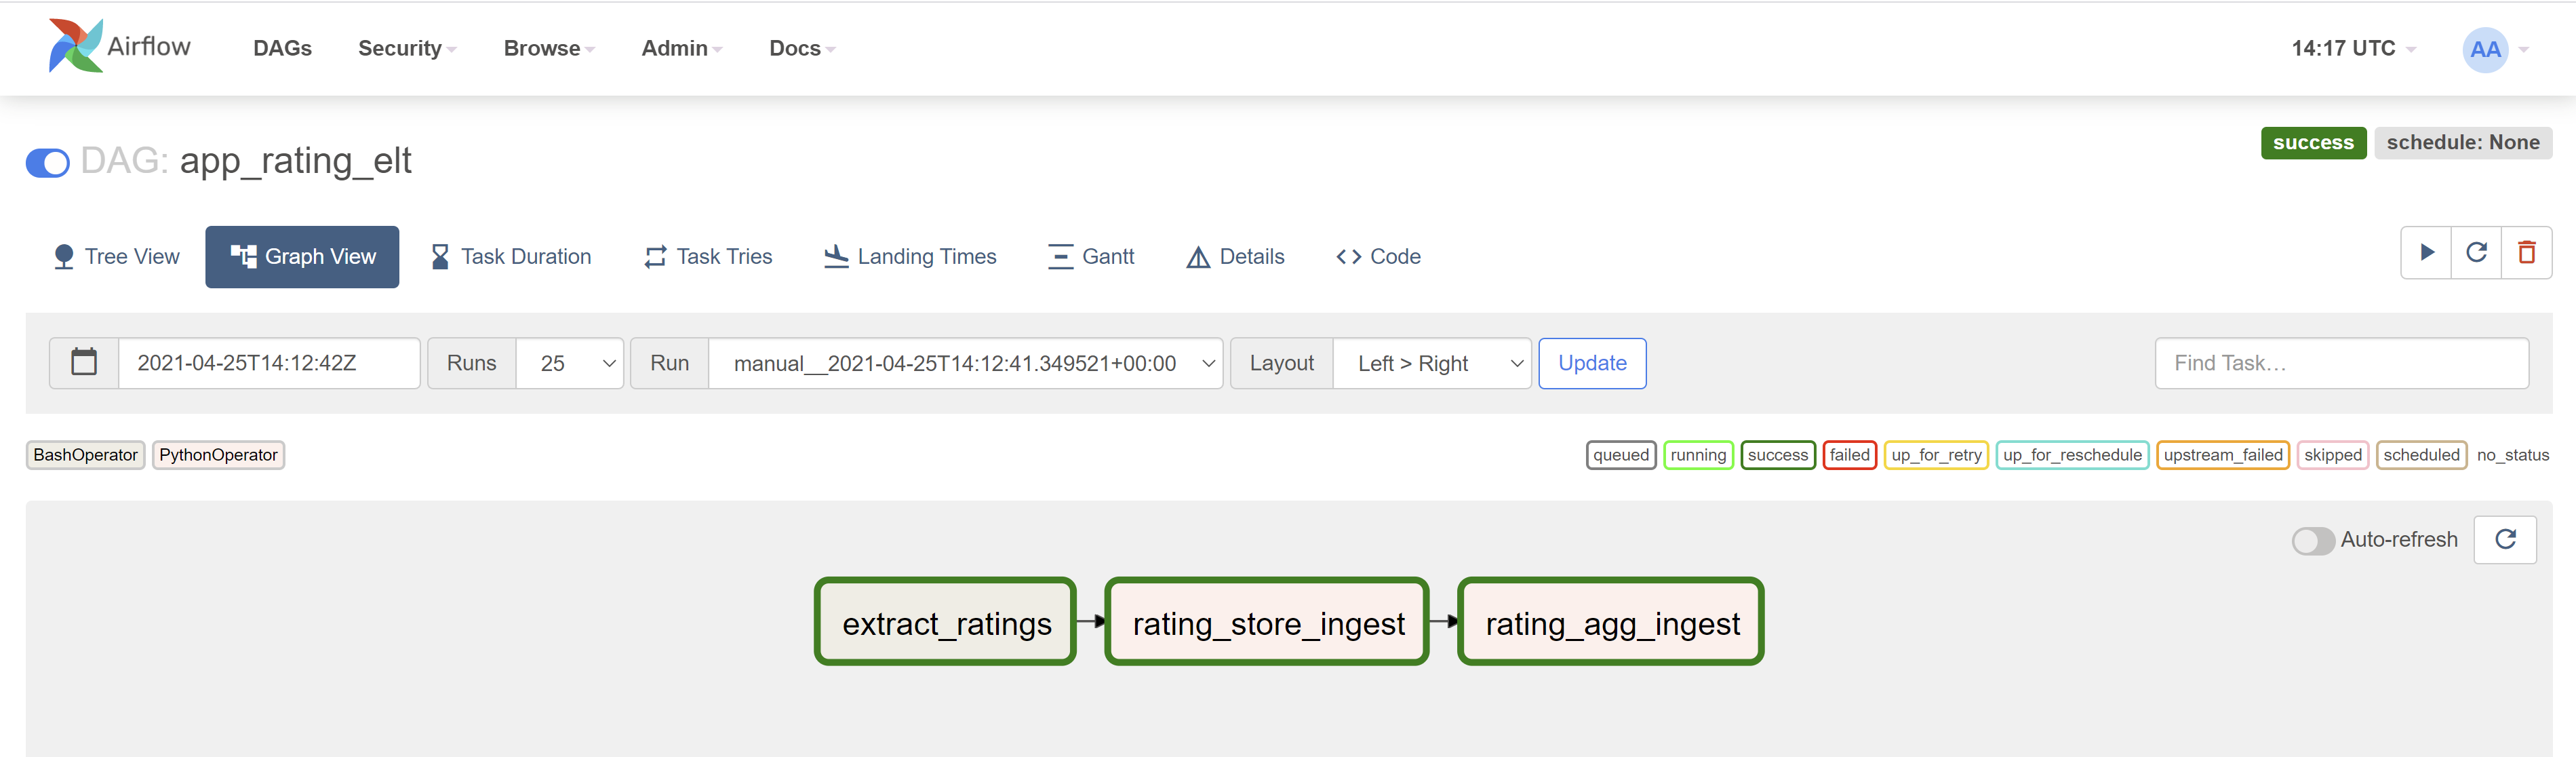 Airflow DAGs Security Browse Admin Docs 14:17 UTC AA
success schedule: None
DAG: app_rating_elt
Tree View Graph View Task Duration Task Tries Landing Times Gantt Details Code
2021-04-25T14:12:42Z Runs 25 Run manual__2021-04-25T14:12:41.349521+00:00 Layout Left > Right Update Find Task…
BashOperator PythonOperator queued running success failed up_for_retry up_for_reschedule upstream_failed skipped scheduled no_status
Auto-refresh
extract_ratings rating_store_ingest rating_agg_ingest